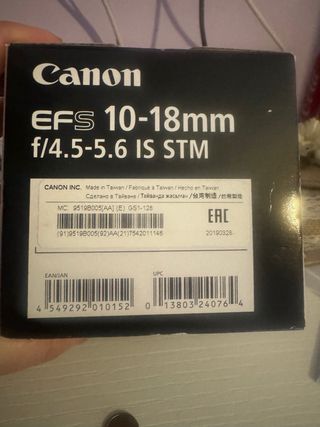 Canon
EFS 10-18mm
f/4.5-5.6 IS STM
CANON INC. Made in Taiwan / Fabriqué à Taïwan / Hecho en Taiwan
Сделано в Тайване / Тайванда жасалған / 台灣製造 / 台湾製造
MC: 9519B005[AA] (E) GS1-128
EAC
(91)9519B005(92)AA(21)7542011146
20190326
EAN/JAN
UPC
4 549292 010152
0 13803 24076 4